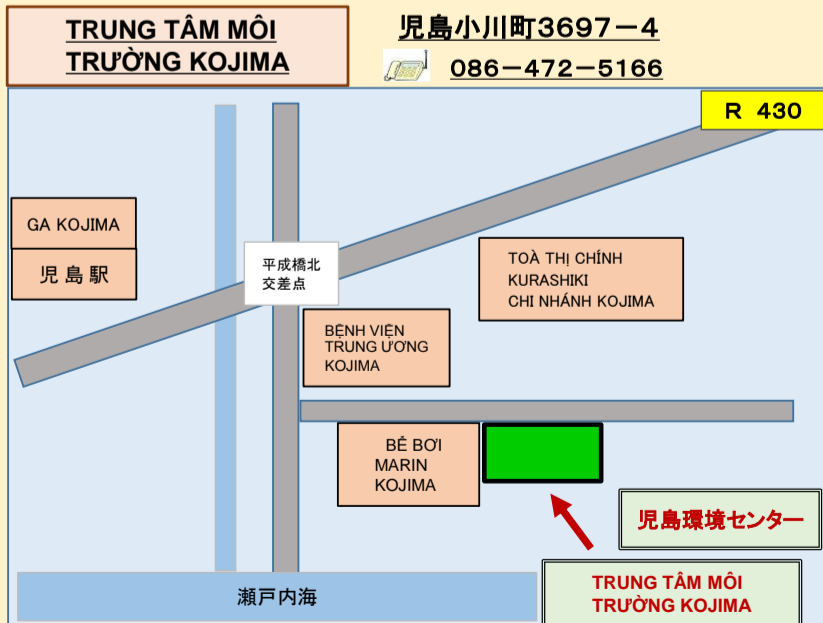 TRUNG TÂM MÔI
TRƯỜNG KOJIMA
児島小川町3697－4
086－472－5166
R 430
GA KOJIMA
児 島 駅
平成橋北
交差点
TOÀ THỊ CHÍNH
KURASHIKI
CHI NHÁNH KOJIMA
BỆNH VIỆN
TRUNG ƯƠNG
KOJIMA
BỂ BƠI
MARIN
KOJIMA
児島環境センター
TRUNG TÂM MÔI
TRƯỜNG KOJIMA
瀬戸内海